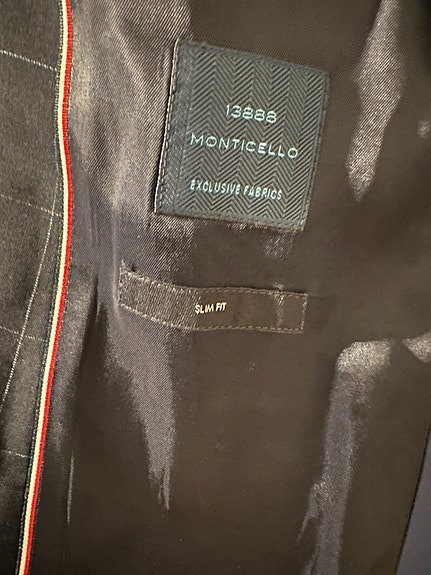 13888
MONTICELLO
EXCLUSIVE FABRICS
SLIM FIT